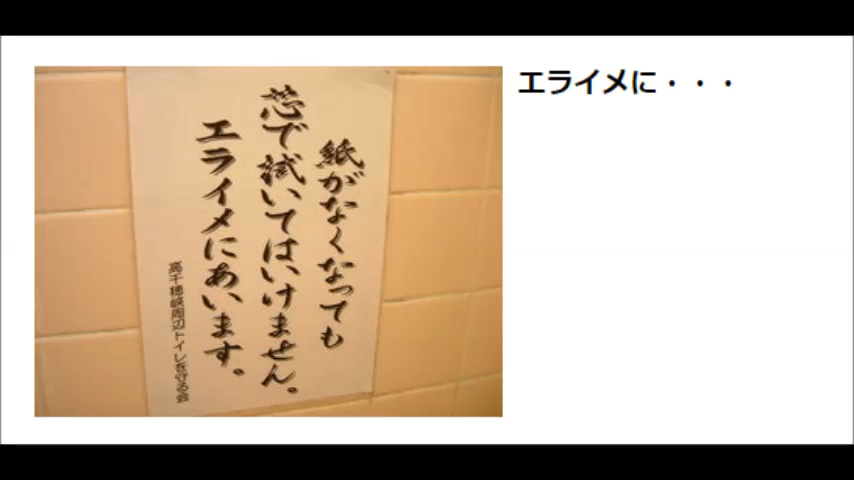 エライメに・・・
紙がなくなっても
芯で拭いてはいけません。
エライメにあいます。
高千穂峡周辺トイレを守る会